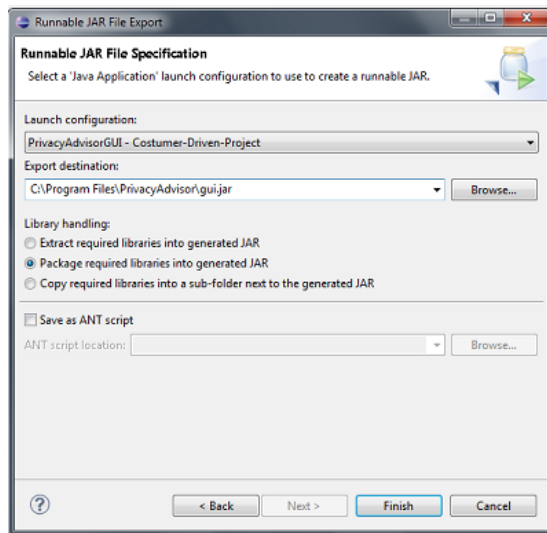 Runnable JAR File Export
Runnable JAR File Specification
Select a 'Java Application' launch configuration to use to create a runnable JAR.
Launch configuration:
PrivacyAdvisorGUI - Costumer-Driven-Project
Export destination:
C:\Program Files\PrivacyAdvisor\gui.jar
Browse...
Library handling:
Extract required libraries into generated JAR
Package required libraries into generated JAR
Copy required libraries into a sub-folder next to the generated JAR
Save as ANT script
ANT script location:
Browse...
? < Back Next > Finish Cancel